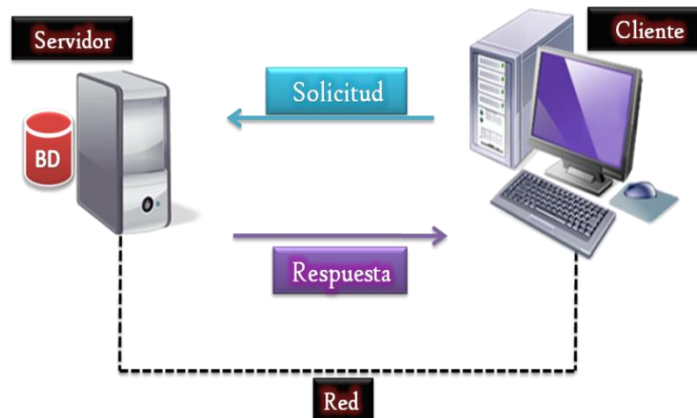 Servidor
Cliente
Solicitud
BD
Respuesta
Red